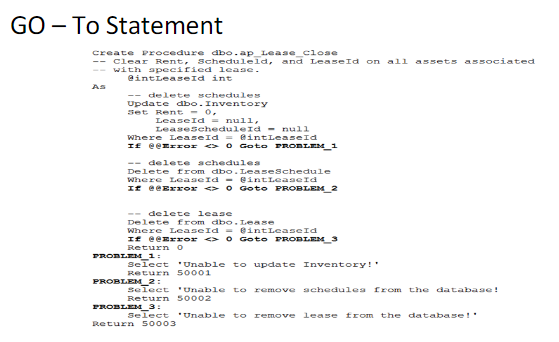 GO – To Statement
Create Procedure dbo.ap_Lease_Close
-- Clear Rent, ScheduleId, and LeaseId on all assets associated
-- with specified lease.
@intLeaseId int
As
-- delete schedules
Update dbo.Inventory
Set Rent = 0,
LeaseId = null,
LeaseScheduleId = null
Where LeaseId = @intLeaseId
If @@Error <> 0 Goto PROBLEM_1
-- delete schedules
Delete from dbo.LeaseSchedule
Where LeaseId = @intLeaseId
If @@Error <> 0 Goto PROBLEM_2
-- delete lease
Delete from dbo.Lease
Where LeaseId = @intLeaseId
If @@Error <> 0 Goto PROBLEM_3
Return 0
PROBLEM_1:
Select 'Unable to update Inventory!'
Return 50001
PROBLEM_2:
Select 'Unable to remove schedules from the database!
Return 50002
PROBLEM_3:
Select 'Unable to remove lease from the database!'
Return 50003